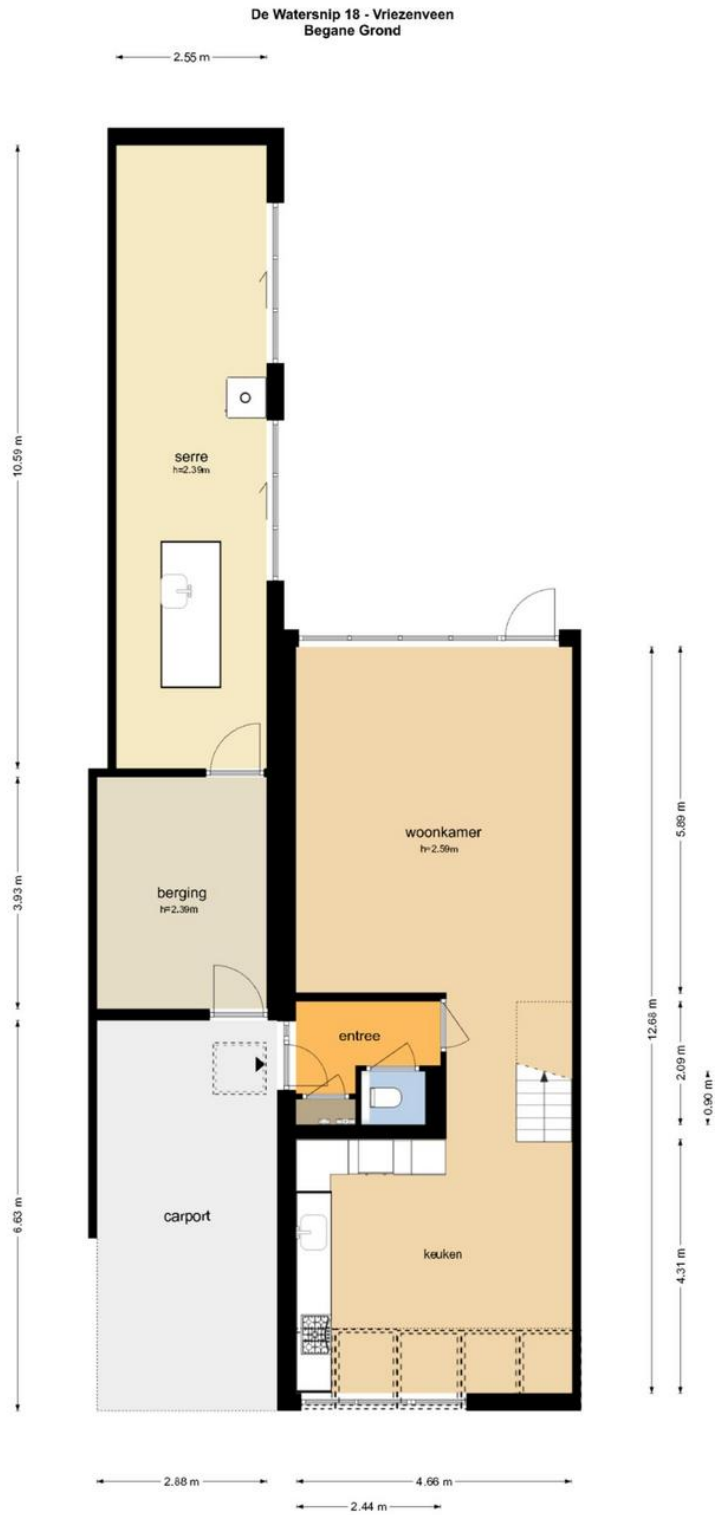 De Watersnip 18 - Vriezenveen
Begane Grond
2.55 m
10.59 m
serre
h=2.39m
woonkamer
h=2.59m
5.89 m
berging
h=2.39m
3.93 m
entree
12.68 m
2.09 m
0.90 m
carport
6.63 m
keuken
4.31 m
2.88 m
4.66 m
2.44 m